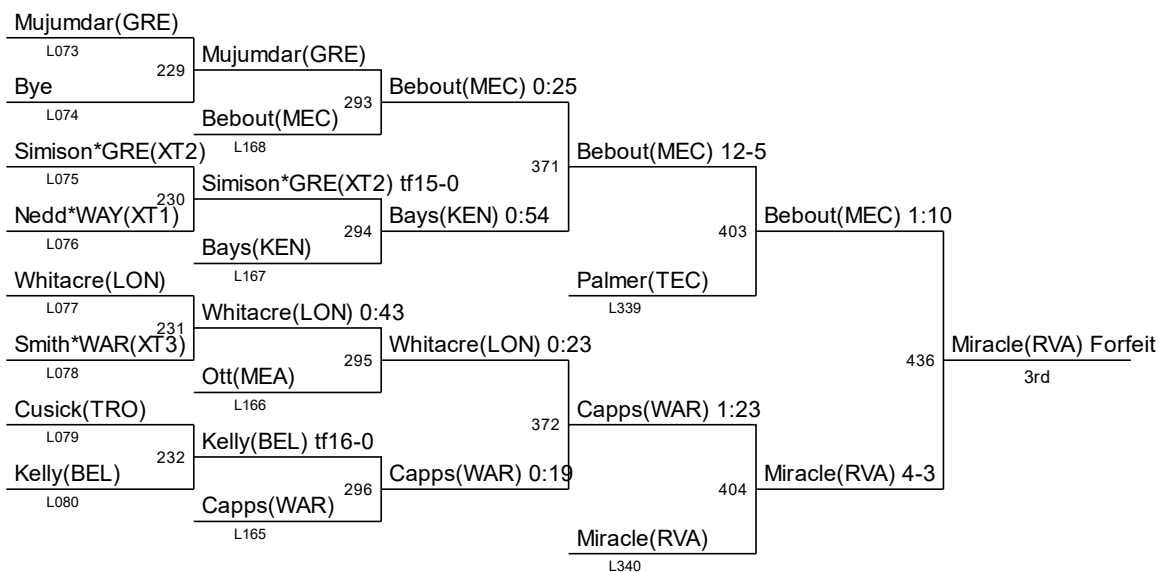 Mujumdar(GRE)
L073
229
Mujumdar(GRE)
Bye
L074
293
Bebout(MEC) 0:25
Bebout(MEC)
L168
Simison*GRE(XT2)
L075
371
Bebout(MEC) 12-5
230
Simison*GRE(XT2) tf15-0
Nedd*WAY(XT1)
L076
294
Bays(KEN) 0:54
403
Bebout(MEC) 1:10
Bays(KEN)
L167
Whitacre(LON)
L077
Palmer(TEC)
L339
231
Whitacre(LON) 0:43
Smith*WAR(XT3)
L078
295
Whitacre(LON) 0:23
436
Miracle(RVA) Forfeit
3rd
Ott(MEA)
L166
Cusick(TRO)
L079
372
Capps(WAR) 1:23
232
Kelly(BEL) tf16-0
Kelly(BEL)
L080
296
Capps(WAR) 0:19
404
Miracle(RVA) 4-3
Capps(WAR)
L165
Miracle(RVA)
L340